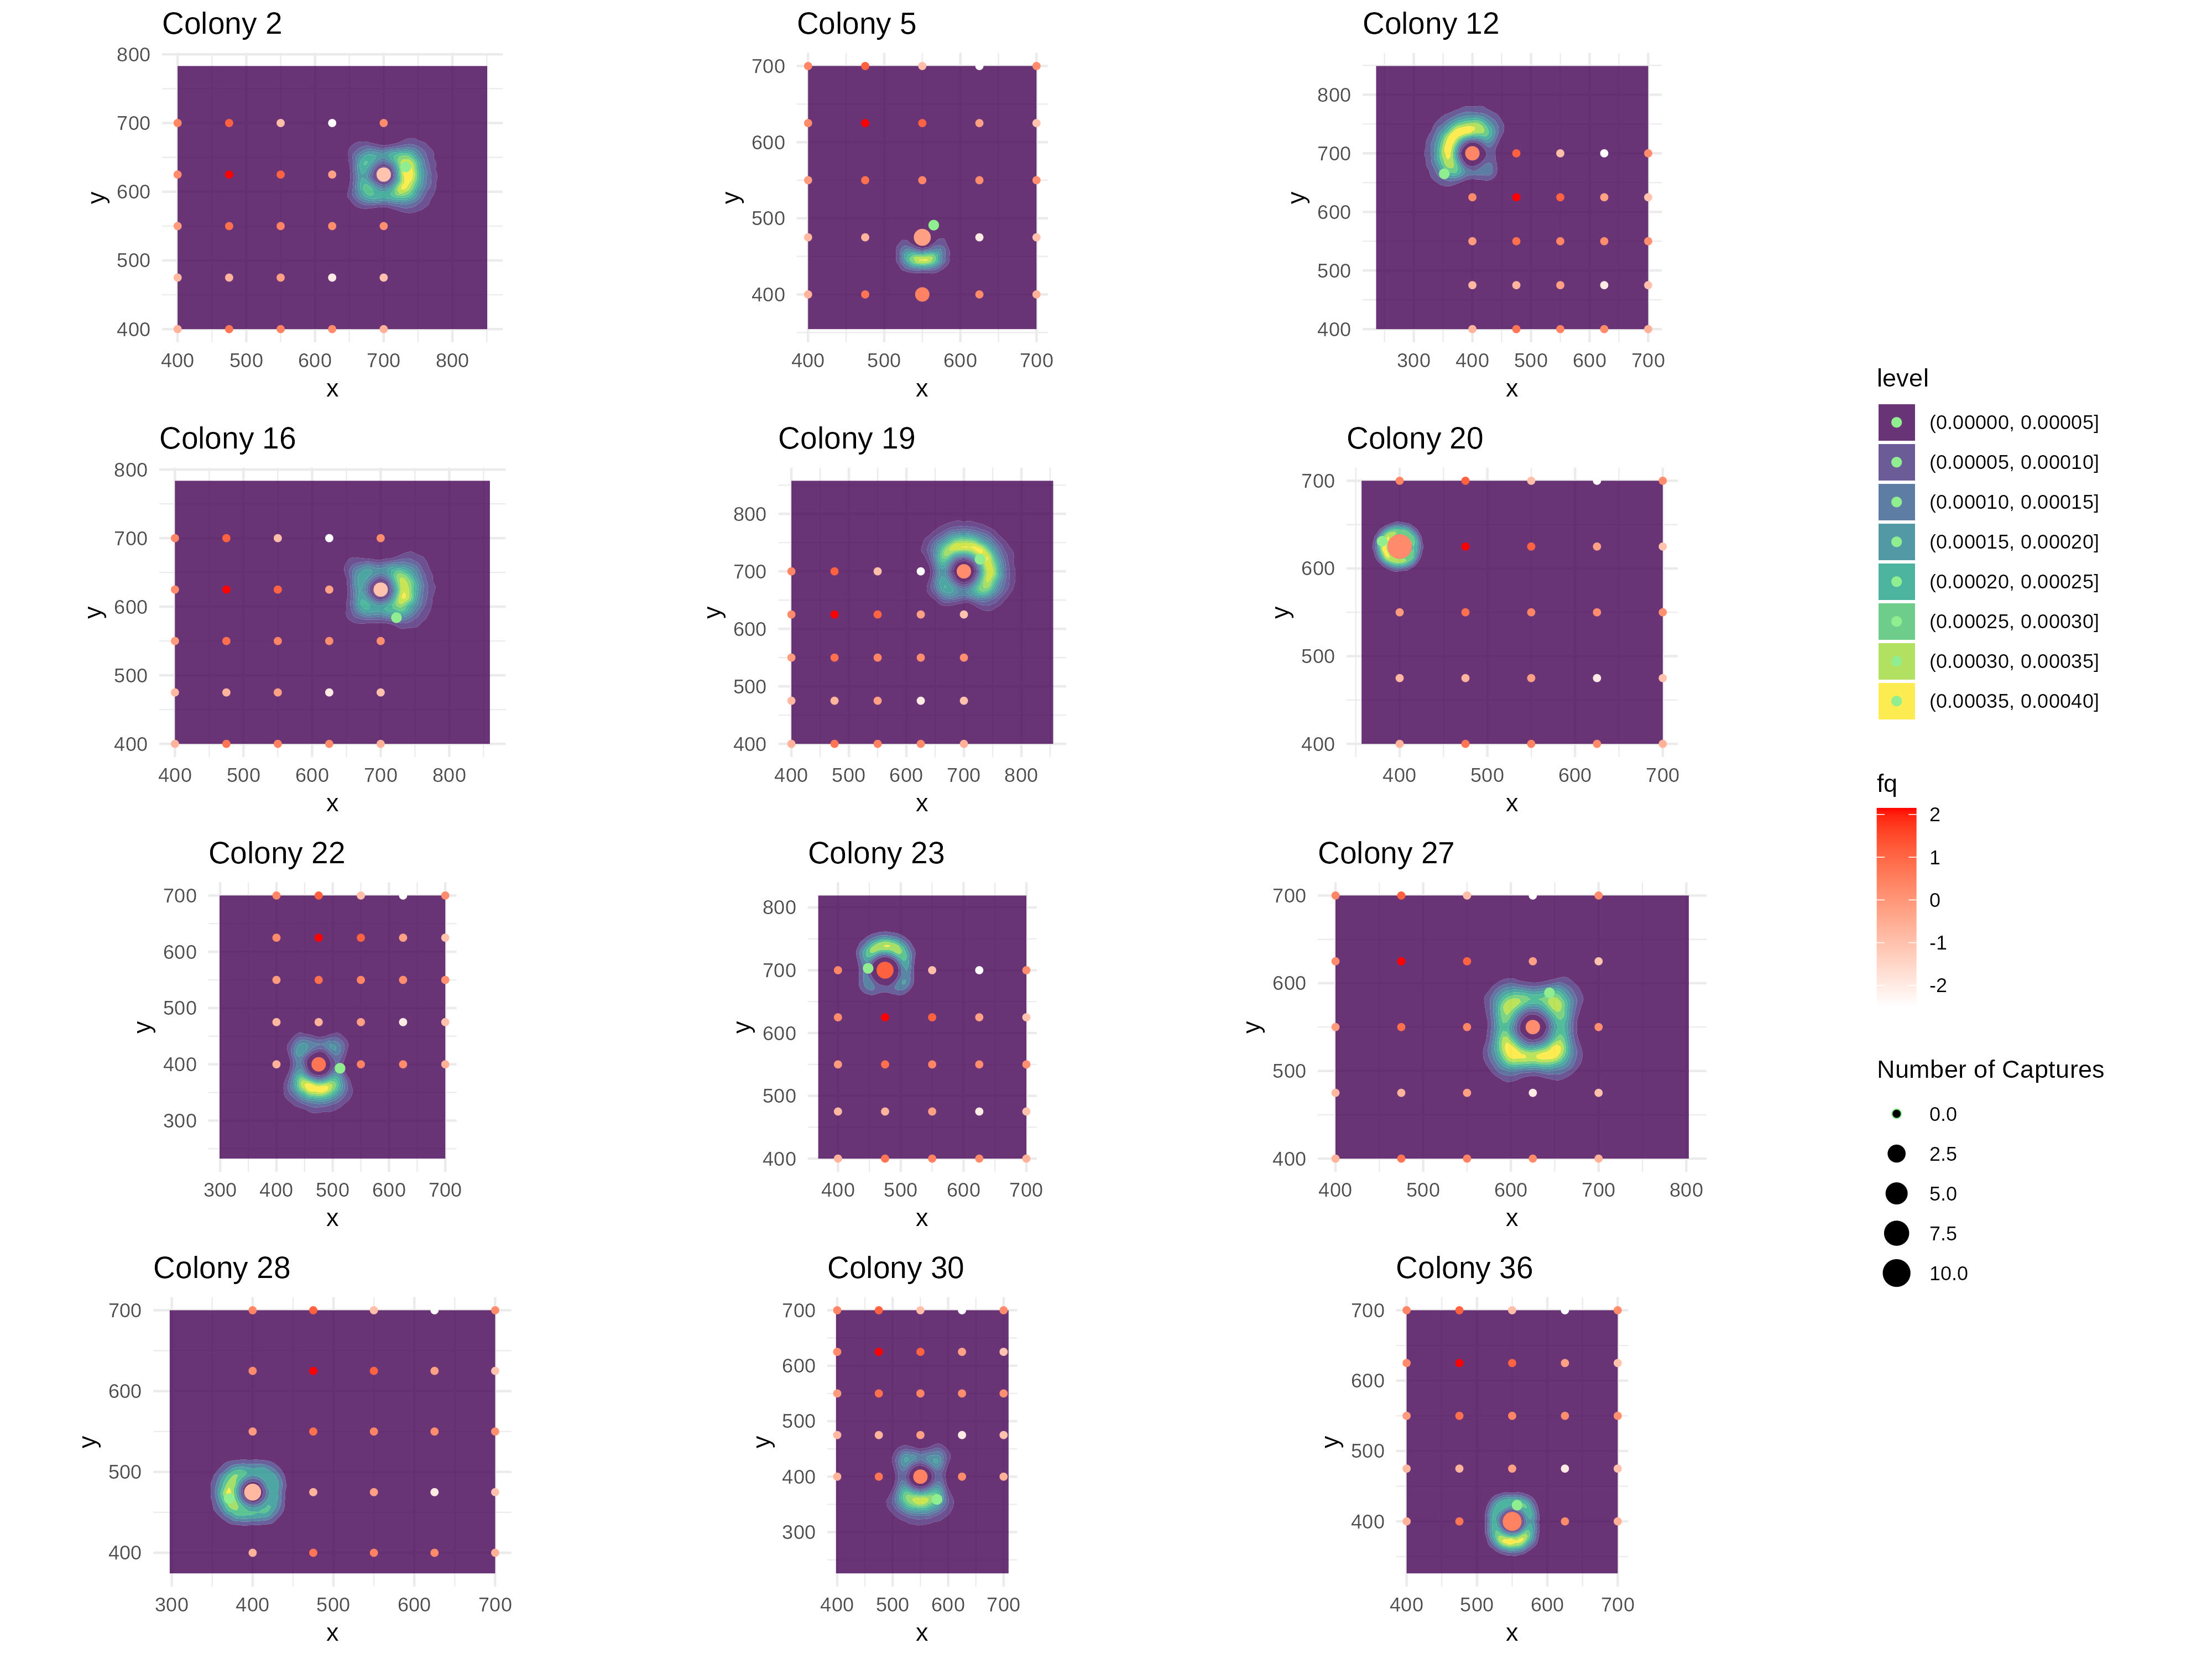 Colony 2
800
700
600
500
400
y
400 500 600 700 800
x
Colony 5
700
600
500
400
y
400 500 600 700
x
Colony 12
800
700
600
500
400
y
300 400 500 600 700
x
Colony 16
800
700
600
500
400
y
400 500 600 700 800
x
Colony 19
800
700
600
500
400
y
400 500 600 700 800
x
Colony 20
700
600
500
400
y
400 500 600 700
x
Colony 22
700
600
500
400
300
y
300 400 500 600 700
x
Colony 23
800
700
600
500
400
y
400 500 600 700
x
Colony 27
700
600
500
400
y
400 500 600 700 800
x
Colony 28
700
600
500
400
y
300 400 500 600 700
x
Colony 30
700
600
500
400
300
y
400 500 600 700
x
Colony 36
700
600
500
400
y
400 500 600 700
x
level
(0.00000, 0.00005]
(0.00005, 0.00010]
(0.00010, 0.00015]
(0.00015, 0.00020]
(0.00020, 0.00025]
(0.00025, 0.00030]
(0.00030, 0.00035]
(0.00035, 0.00040]
fq
2
1
0
-1
-2
Number of Captures
0.0
2.5
5.0
7.5
10.0